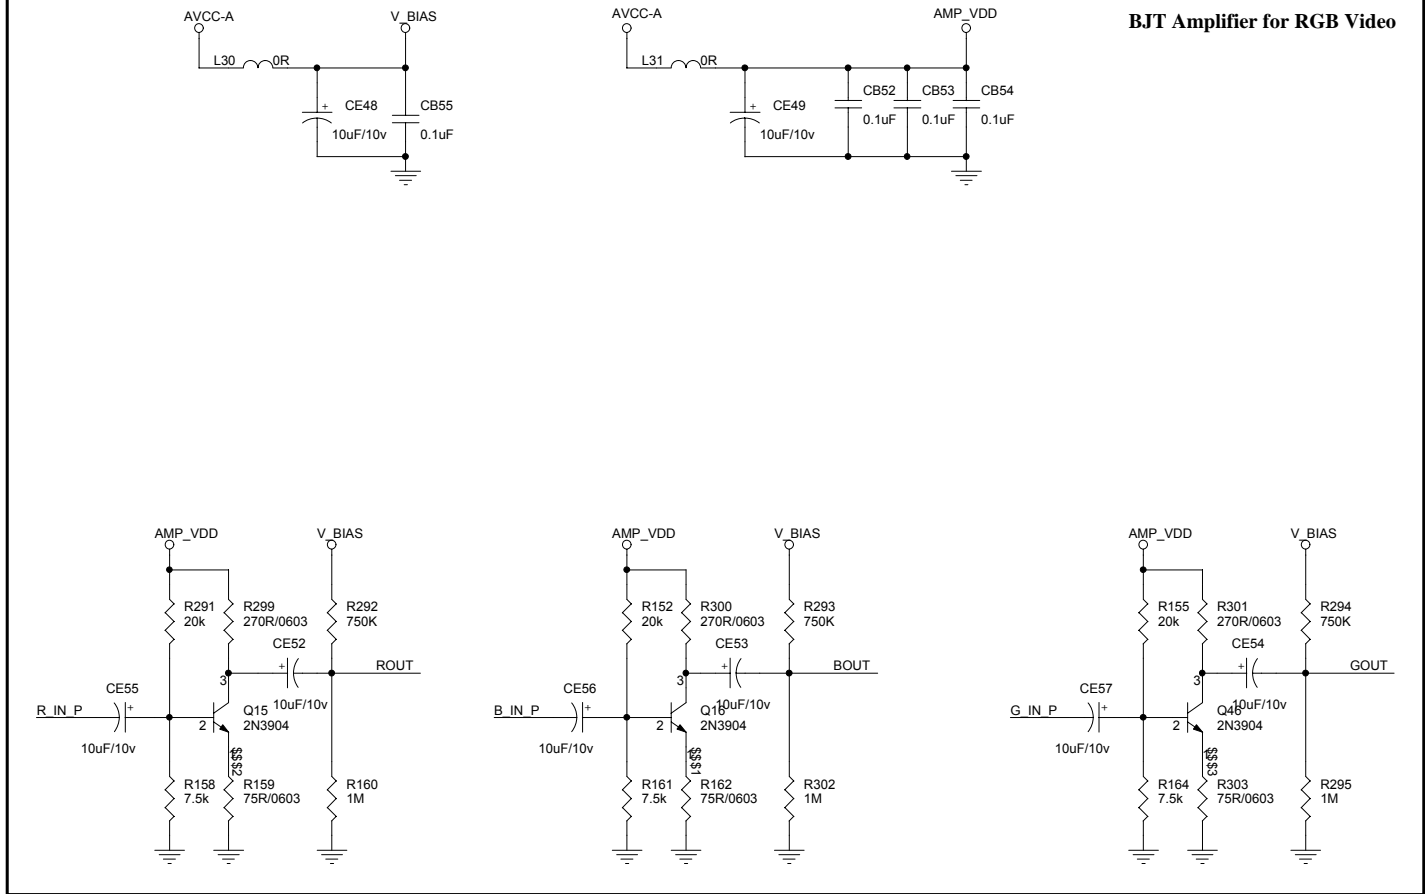 BJT Amplifier for RGB Video
AVCC-A
V_BIAS
L30
0R
CE48
10uF/10v
CB55
0.1uF
AVCC-A
AMP_VDD
L31
0R
CE49
10uF/10v
CB52
0.1uF
CB53
0.1uF
CB54
0.1uF
AMP_VDD
V_BIAS
R291
20k
R299
270R/0603
R292
750K
CE52
10uF/10v
ROUT
R_IN_P
CE55
10uF/10v
3
2
Q15
2N3904
$$$2
R158
7.5k
R159
75R/0603
R160
1M
AMP_VDD
V_BIAS
R152
20k
R300
270R/0603
R293
750K
CE53
10uF/10v
BOUT
B_IN_P
CE56
10uF/10v
3
2
Q16
2N3904
$$$1
R161
7.5k
R162
75R/0603
R302
1M
AMP_VDD
V_BIAS
R155
20k
R301
270R/0603
R294
750K
CE54
10uF/10v
GOUT
G_IN_P
CE57
10uF/10v
3
2
Q46
2N3904
$$$3
R164
7.5k
R303
75R/0603
R295
1M